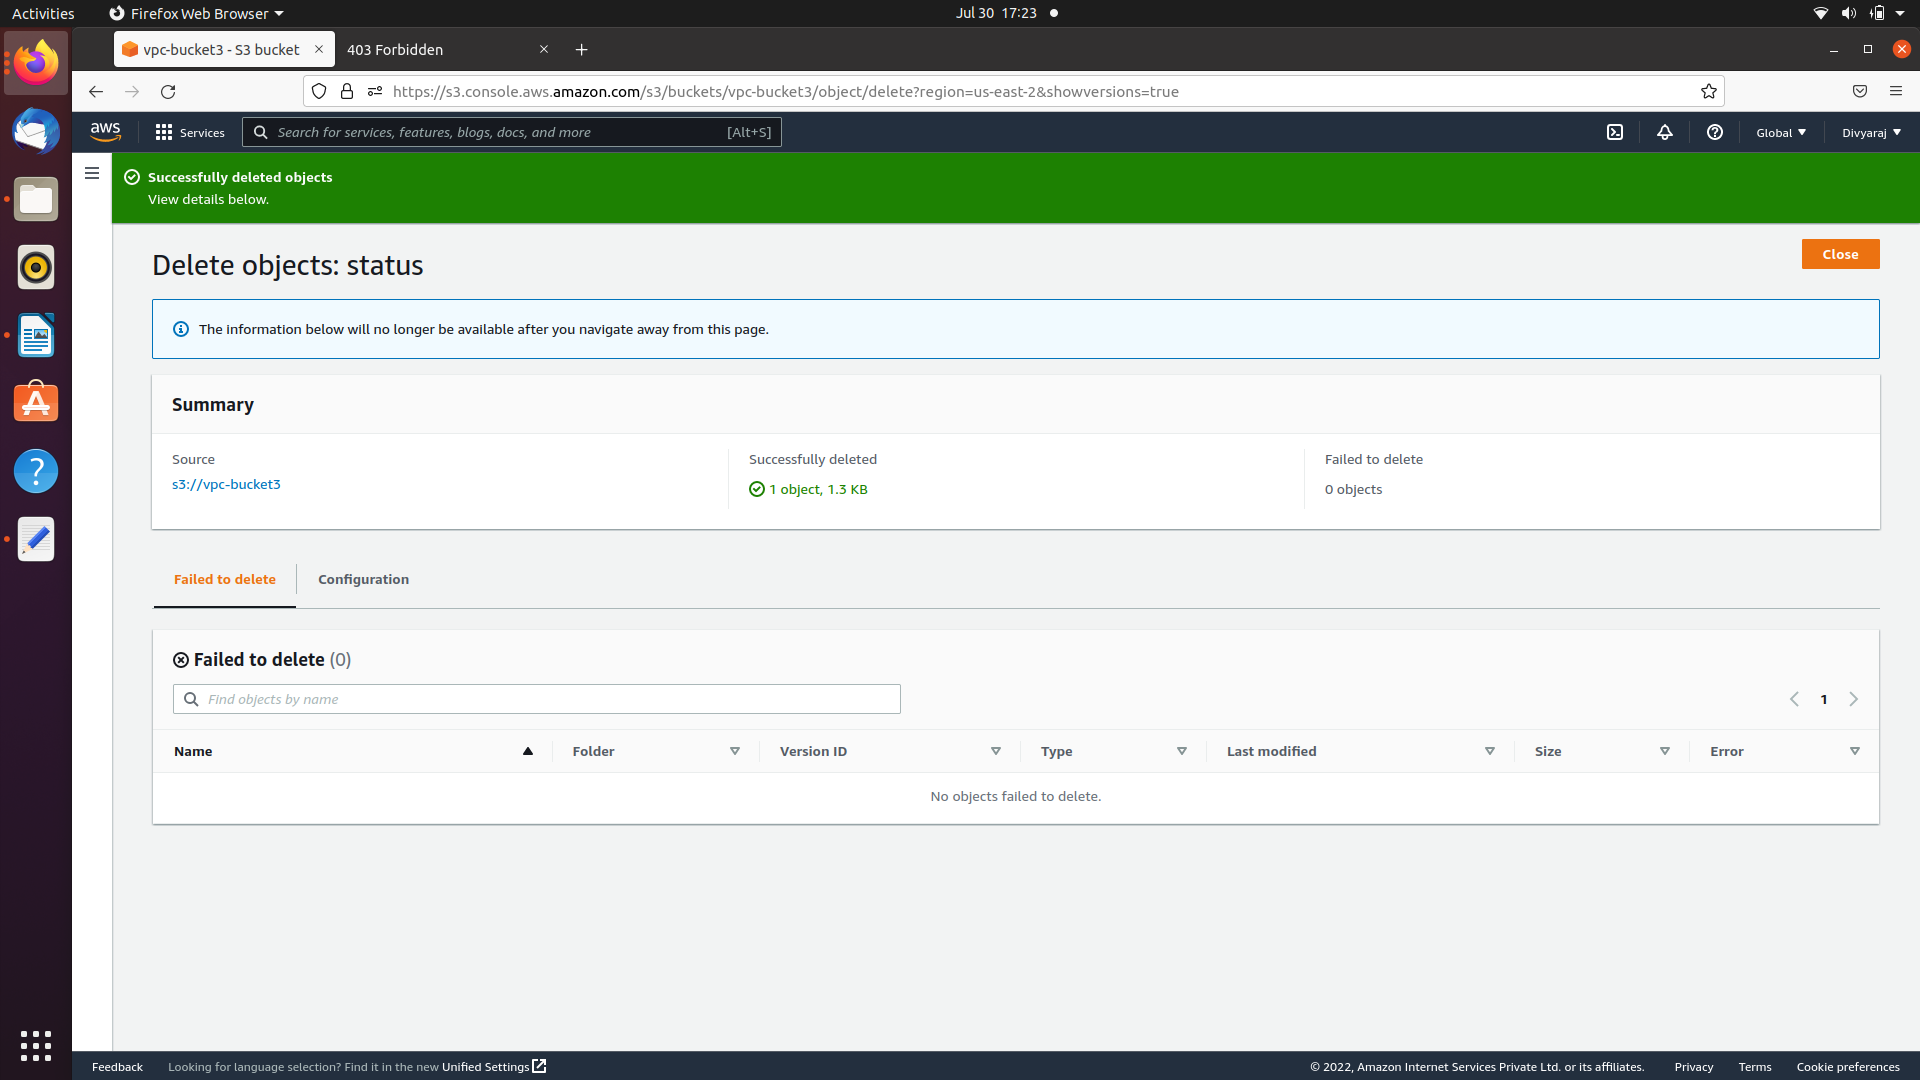 Activities
Firefox Web Browser
Jul 30 17:23
vpc-bucket3 - S3 bucket
403 Forbidden
https://s3.console.aws.amazon.com/s3/buckets/vpc-bucket3/object/delete?region=us-east-2&showversions=true
aws
Services
Search for services, features, blogs, docs, and more
[Alt+S]
Global
Divyaraj
Successfully deleted objects
View details below.
Delete objects: status
Close
The information below will no longer be available after you navigate away from this page.
Summary
Source
s3://vpc-bucket3
Successfully deleted
1 object, 1.3 KB
Failed to delete
0 objects
Failed to delete
Configuration
Failed to delete (0)
Find objects by name
1
Name
Folder
Version ID
Type
Last modified
Size
Error
No objects failed to delete.
Feedback
Looking for language selection? Find it in the new Unified Settings
© 2022, Amazon Internet Services Private Ltd. or its affiliates.
Privacy
Terms
Cookie preferences